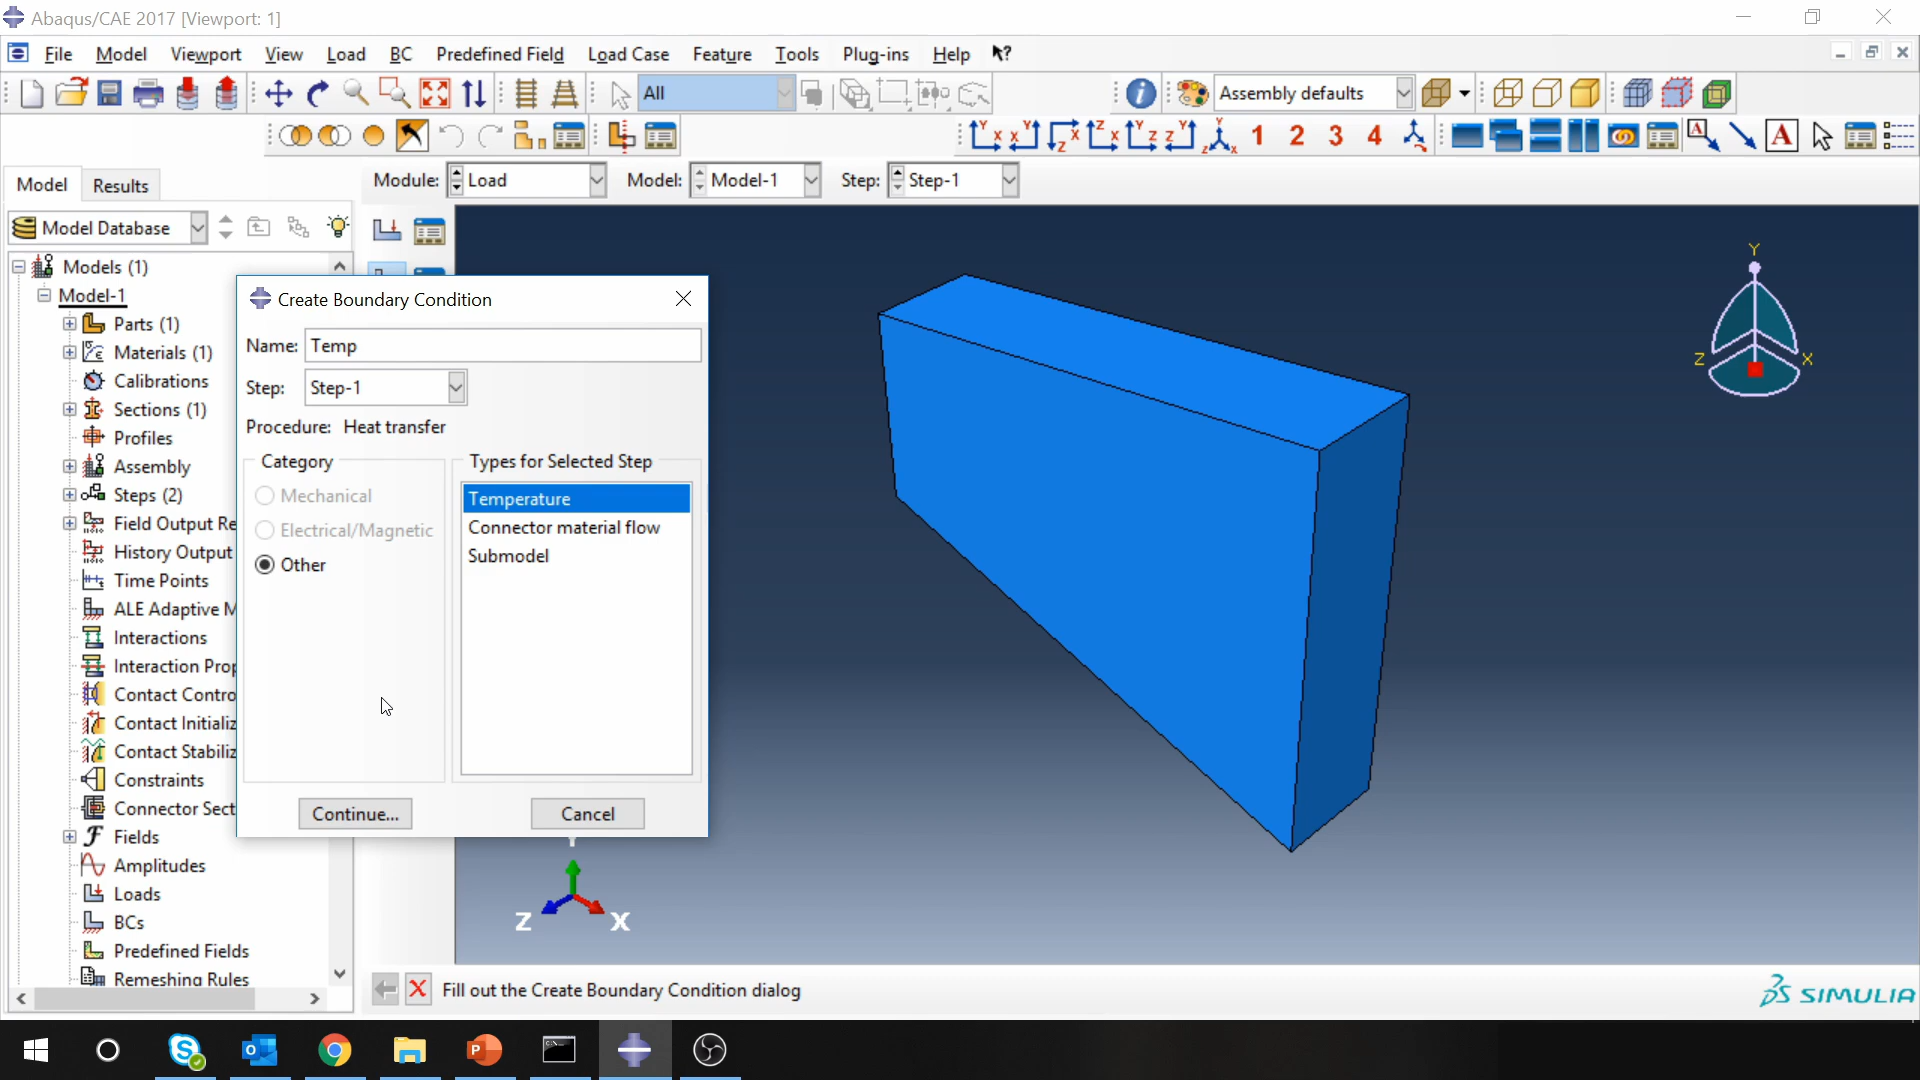 Abaqus/CAE 2017 [Viewport: 1]
File Model Viewport View Load BC Predefined Field Load Case Feature Tools Plug-ins Help
All
Assembly defaults
1 2 3 4
Model Results
Module: Load Model: Model-1 Step: Step-1
Model Database
Models (1)
Model-1
Parts (1)
Materials (1)
Calibrations
Sections (1)
Profiles
Assembly
Steps (2)
Field Output Re
History Output
Time Points
ALE Adaptive M
Interactions
Interaction Prop
Contact Contro
Contact Initializ
Contact Stabiliz
Constraints
Connector Sect
Fields
Amplitudes
Loads
BCs
Predefined Fields
Remeshing Rules
Create Boundary Condition
Name: Temp
Step: Step-1
Procedure: Heat transfer
Category
Mechanical
Electrical/Magnetic
Other
Types for Selected Step
Temperature
Connector material flow
Submodel
Continue... Cancel
Y
Z X
Y
Z X
Fill out the Create Boundary Condition dialog
SIMULIA